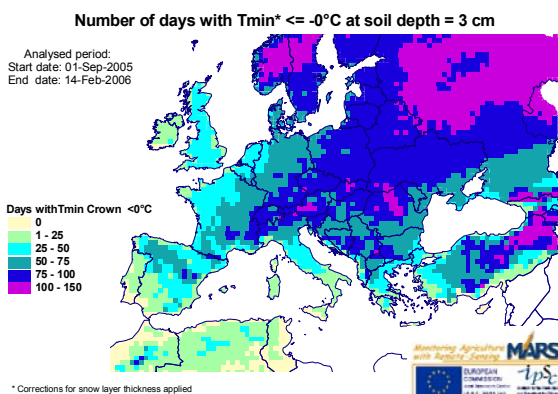 Number of days with Tmin* <= -0°C at soil depth = 3 cm
Analysed period:
Start date: 01-Sep-2005
End date: 14-Feb-2006
Days withTmin Crown <0°C
0
1 - 25
25 - 50
50 - 75
75 - 100
100 - 150
Monitoring Agriculture
with Remote Sensing
MARS
EUROPEAN
COMMISSION
ipsc
* Corrections for snow layer thickness applied